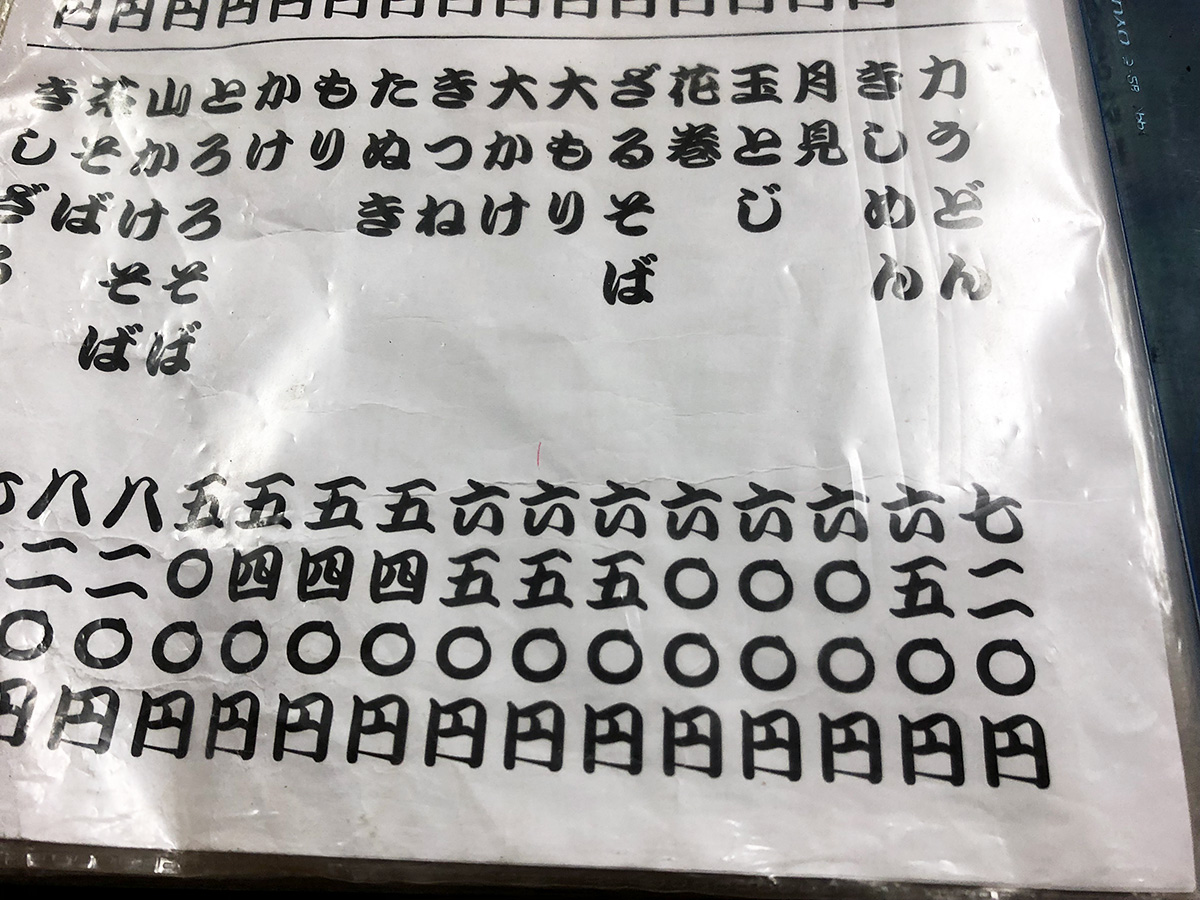 力うどん 七二〇円
きしめん 六五〇円
月見 六〇〇円
玉とじ 六〇〇円
花巻 六〇〇円
ざるそば 六五〇円
大もり 六五〇円
大かけ 六五〇円
きつね 五四〇円
たぬき 五四〇円
もり 五四〇円
かけ 五〇〇円
とろろそば 八二〇円
山かけそば 八二〇円
茶そば
きしざる